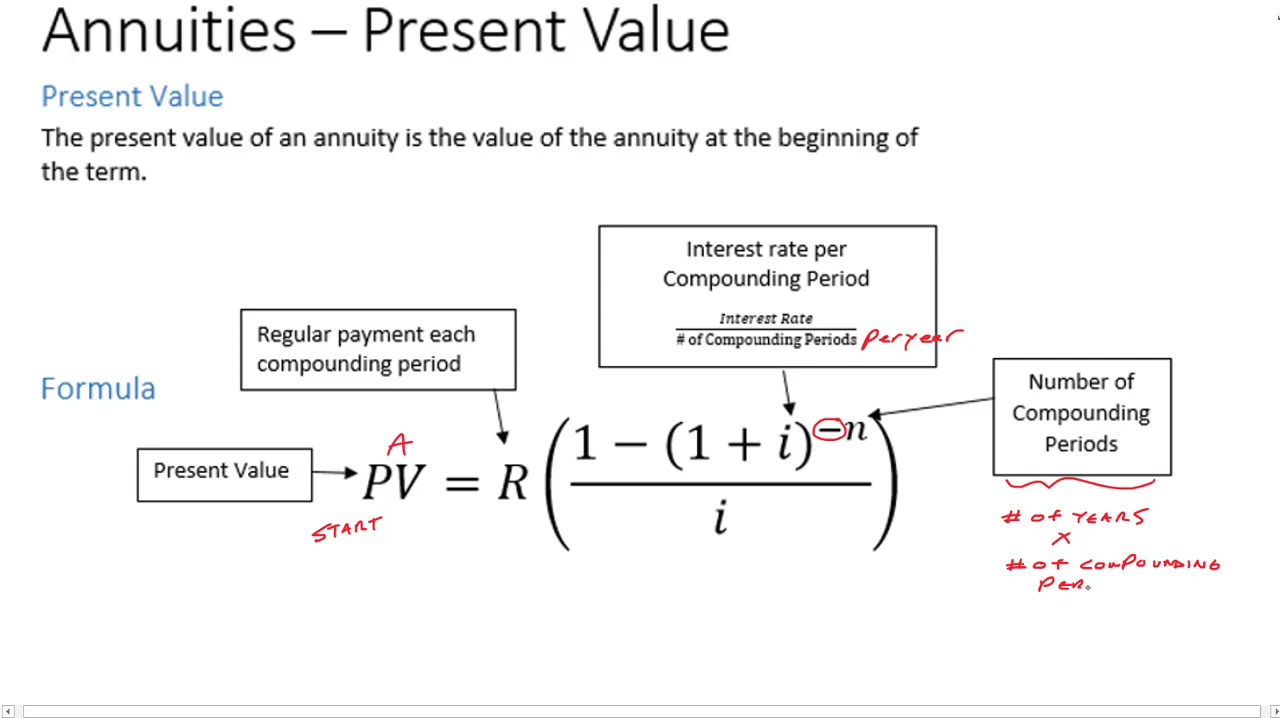 Annuities – Present Value
Present Value
The present value of an annuity is the value of the annuity at the beginning of
the term.
Interest rate per
Compounding Period
Interest Rate
# of Compounding Periods per year
Regular payment each
compounding period
Number of
Compounding
Periods
Formula
Present Value
A
PV = R ( 1 − (1 + i)^−n / i )
START
# OF YEARS
×
# OF COMPOUNDING
PER